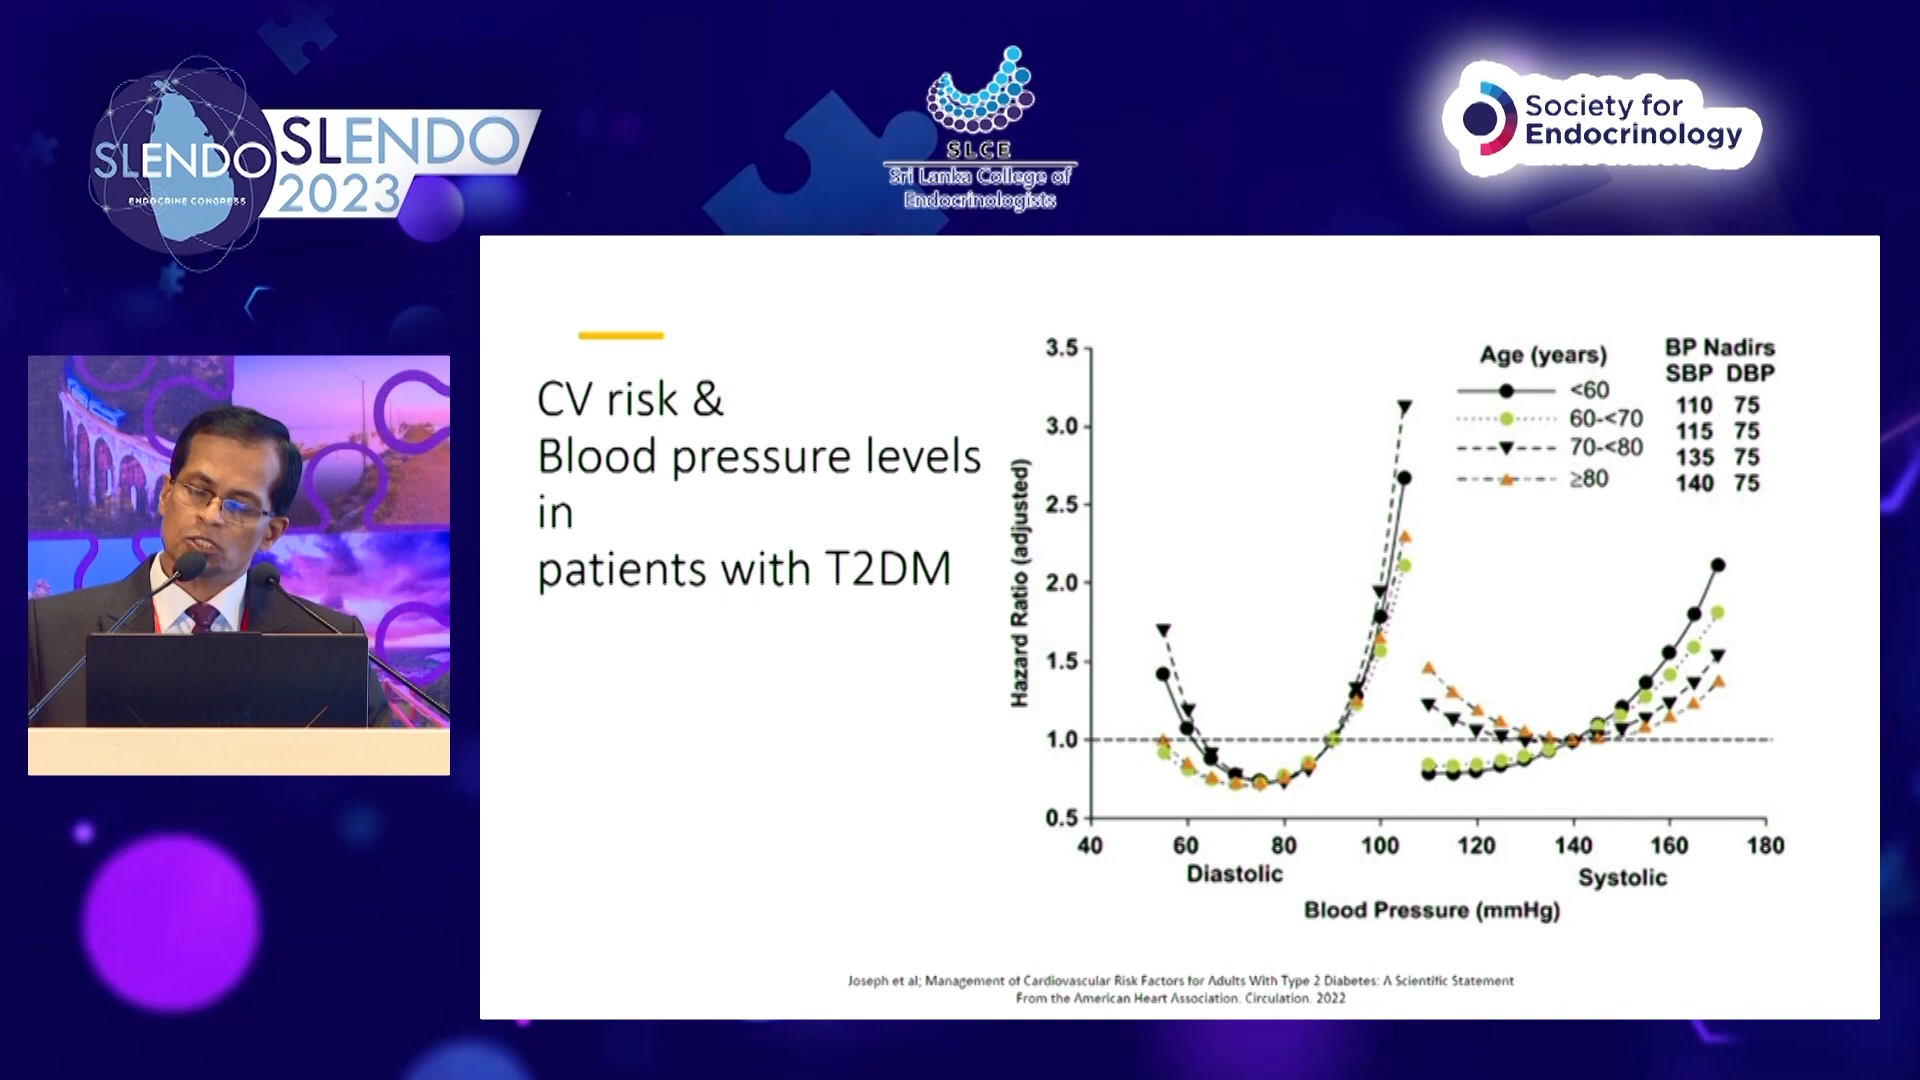 SLENDO
ENDOCRINE CONGRESS
SLENDO
2023
SLCE
Sri Lanka College of
Endocrinologists
Society for
Endocrinology
CV risk &
Blood pressure levels
in
patients with T2DM
Hazard Ratio (adjusted)
3.5
3.0
2.5
2.0
1.5
1.0
0.5
40 60 80 100 120 140 160 180
Diastolic Systolic
Blood Pressure (mmHg)
Age (years)
<60
60-<70
70-<80
≥80
BP Nadirs
SBP DBP
110 75
115 75
135 75
140 75
Joseph et al; Management of Cardiovascular Risk Factors for Adults With Type 2 Diabetes: A Scientific Statement
From the American Heart Association. Circulation. 2022